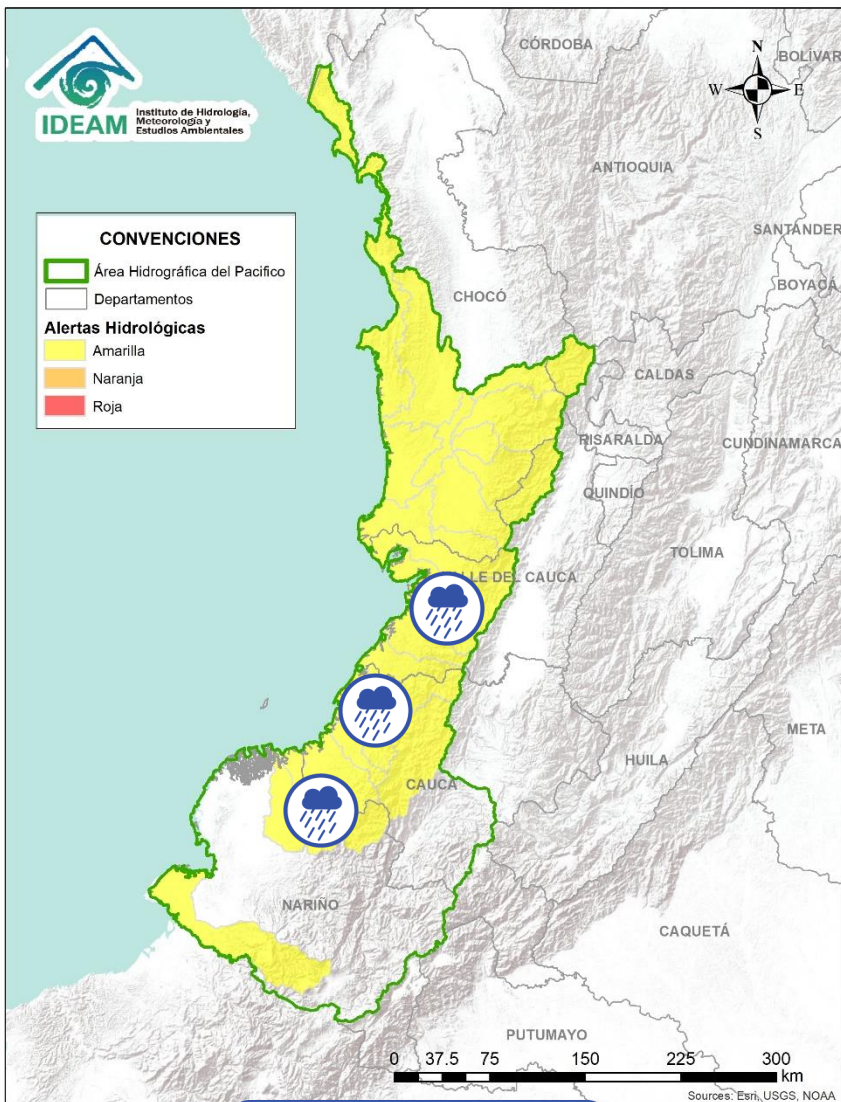 IDEAM
Instituto de Hidrología,
Meteorología y
Estudios Ambientales
CÓRDOBA
BOLÍVAR
N
W
E
S
ANTIOQUIA
SANTANDER
BOYACÁ
CONVENCIONES
Área Hidrográfica del Pacifico
Departamentos
Alertas Hidrológicas
Amarilla
Naranja
Roja
CHOCÓ
CALDAS
RISARALDA
CUNDINAMARCA
QUINDÍO
TOLIMA
LLE DEL CAUCA
META
HUILA
CAUCA
NARIÑO
CAQUETÁ
PUTUMAYO
0 37.5 75 150 225 300
km
Sources: Esri, USGS, NOAA